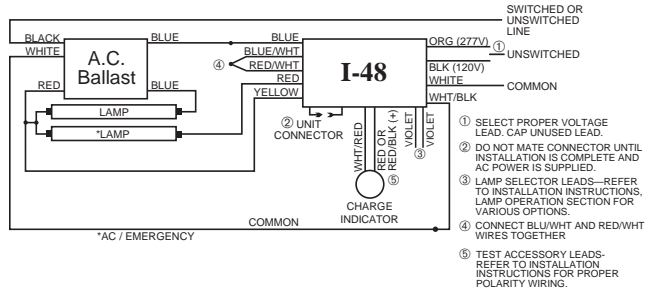 SWITCHED OR
UNSWITCHED
LINE
BLACK
WHITE
BLUE
A.C.
Ballast
RED
BLUE
LAMP
*LAMP
BLUE
BLUE/WHT
④
RED/WHT
RED
YELLOW
I-48
ORG (277V)
①
UNSWITCHED
BLK (120V)
WHITE
COMMON
WHT/BLK
② UNIT
CONNECTOR
WHT/RED
RED OR
RED/BLK (+)
VIOLET
VIOLET
③
⑤
CHARGE
INDICATOR
COMMON
*AC / EMERGENCY
① SELECT PROPER VOLTAGE
LEAD. CAP UNUSED LEAD.
② DO NOT MATE CONNECTOR UNTIL
INSTALLATION IS COMPLETE AND
AC POWER IS SUPPLIED.
③ LAMP SELECTOR LEADS—REFER
TO INSTALLATION INSTRUCTIONS,
LAMP OPERATION SECTION FOR
VARIOUS OPTIONS.
④ CONNECT BLU/WHT AND RED/WHT
WIRES TOGETHER
⑤ TEST ACCESSORY LEADS-
REFER TO INSTALLATION
INSTRUCTIONS FOR PROPER
POLARITY WIRING.